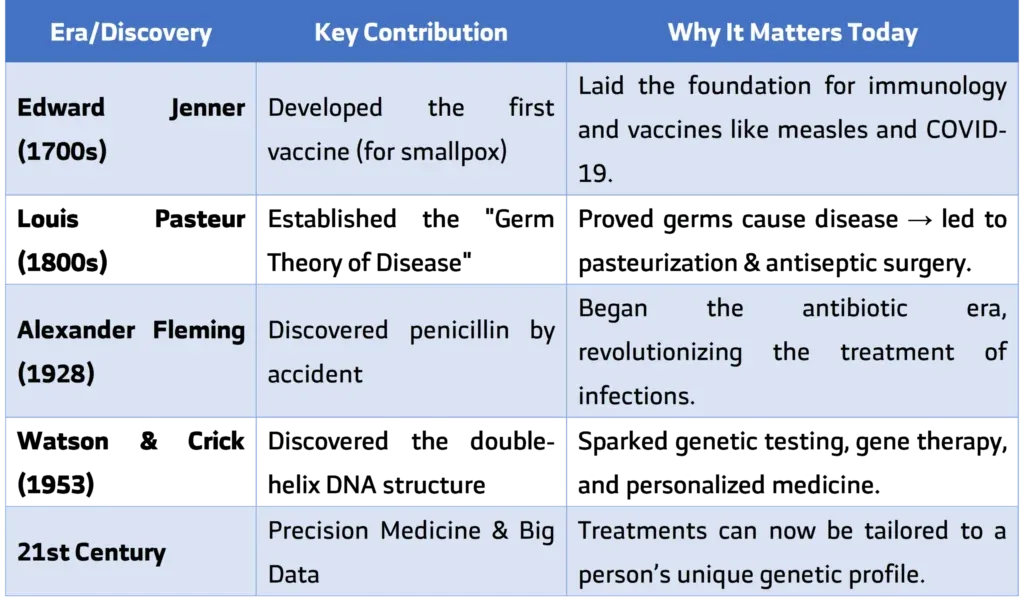 Era/Discovery Key Contribution Why It Matters Today
Edward Jenner
(1700s)
Developed the first
vaccine (for smallpox)
Laid the foundation for immunology
and vaccines like measles and COVID-
19.
Louis Pasteur
(1800s)
Established the "Germ
Theory of Disease"
Proved germs cause disease → led to
pasteurization & antiseptic surgery.
Alexander Fleming
(1928)
Discovered penicillin by
accident
Began the antibiotic era,
revolutionizing the treatment of
infections.
Watson & Crick
(1953)
Discovered the double-
helix DNA structure
Sparked genetic testing, gene therapy,
and personalized medicine.
21st Century
Precision Medicine & Big
Data
Treatments can now be tailored to a
person’s unique genetic profile.